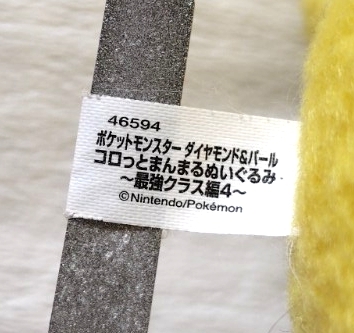 46594
ポケットモンスター ダイヤモンド&パール
コロっとまんまるぬいぐるみ
～最強クラス編4～
©Nintendo/Pokémon